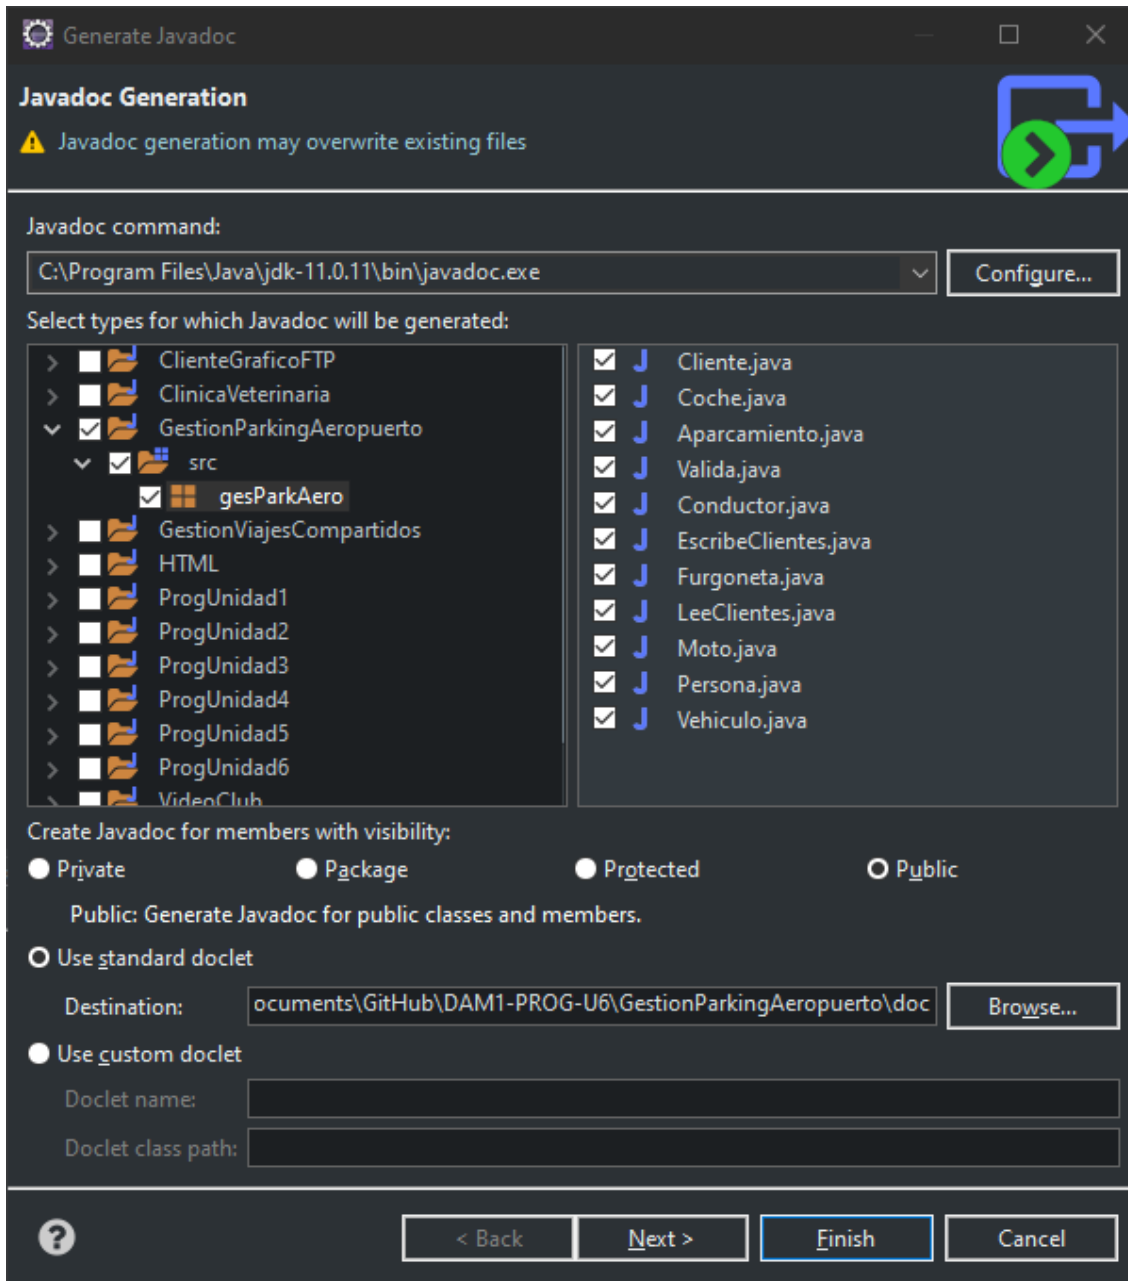 Generate Javadoc
Javadoc Generation
Javadoc generation may overwrite existing files
Javadoc command:
C:\Program Files\Java\jdk-11.0.11\bin\javadoc.exe
Configure...
Select types for which Javadoc will be generated:
ClienteGraficoFTP
ClinicaVeterinaria
GestionParkingAeropuerto
src
gesParkAero
GestionViajesCompartidos
HTML
ProgUnidad1
ProgUnidad2
ProgUnidad3
ProgUnidad4
ProgUnidad5
ProgUnidad6
VideoClub
Cliente.java
Coche.java
Aparcamiento.java
Valida.java
Conductor.java
EscribeClientes.java
Furgoneta.java
LeeClientes.java
Moto.java
Persona.java
Vehiculo.java
Create Javadoc for members with visibility:
Private Package Protected Public
Public: Generate Javadoc for public classes and members.
Use standard doclet
Destination: ocuments\GitHub\DAM1-PROG-U6\GestionParkingAeropuerto\doc Browse...
Use custom doclet
Doclet name:
Doclet class path:
? < Back Next > Finish Cancel